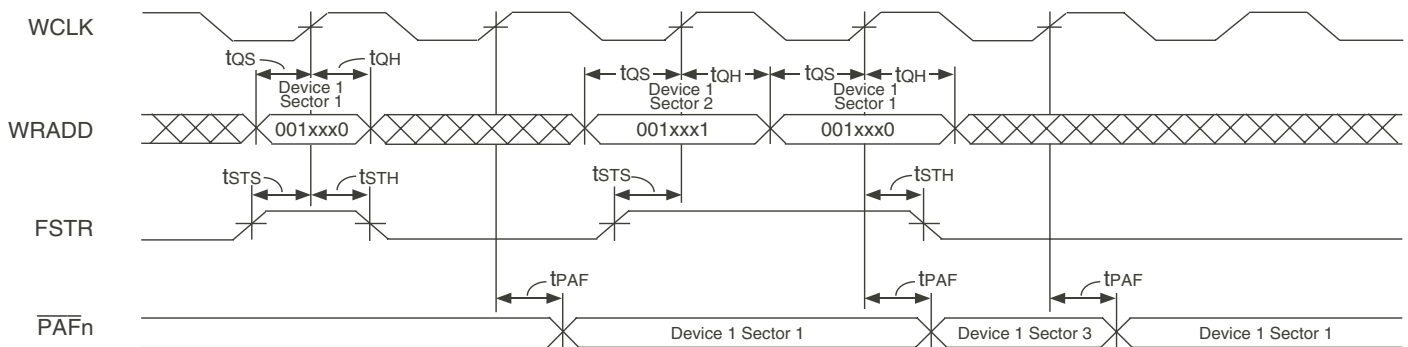 WCLK
tQS tQH tQS tQH tQS tQH
Device 1
Sector 1
Device 1
Sector 2
Device 1
Sector 1
WRADD
001xxx0 001xxx1 001xxx0
tSTS tSTH tSTS tSTH
FSTR
tPAF tPAF tPAF
PAFn
Device 1 Sector 1 Device 1 Sector 3 Device 1 Sector 1